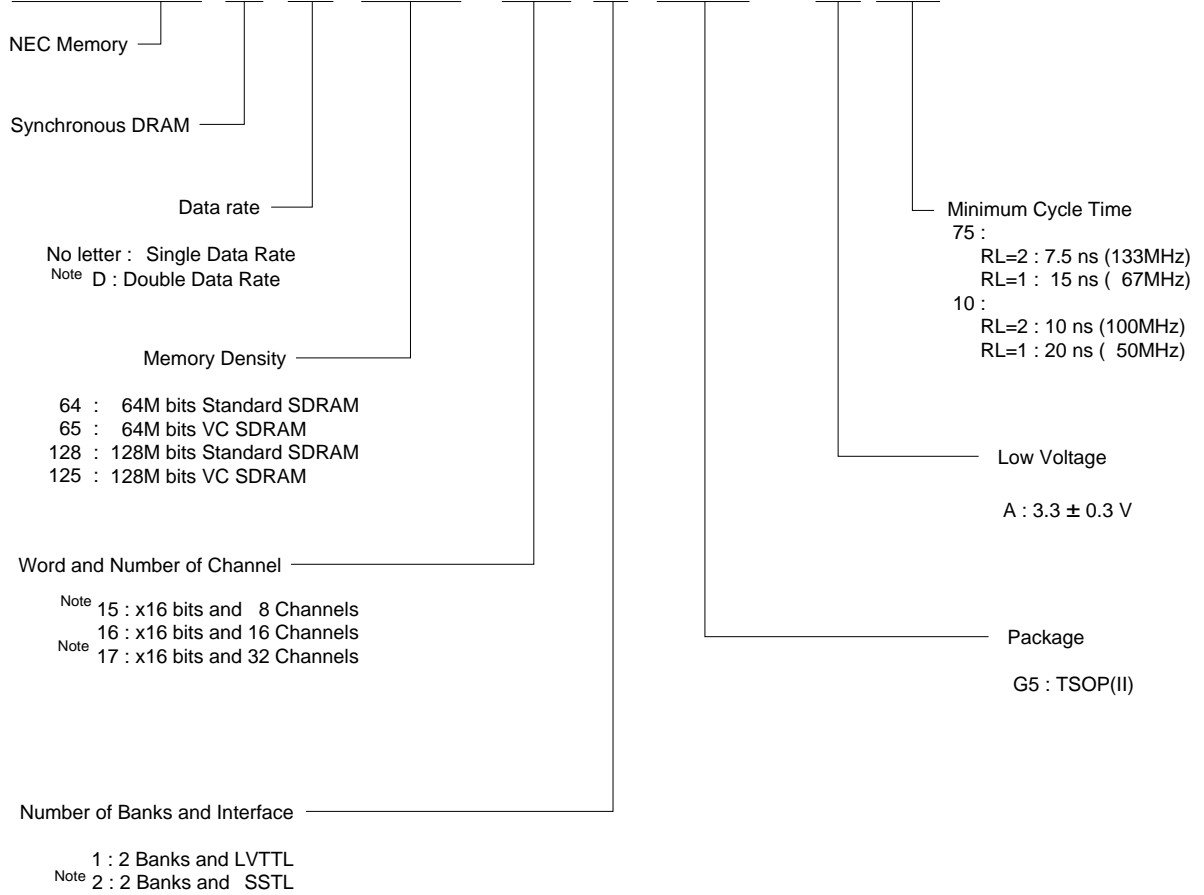 NEC Memory
Synchronous DRAM
Data rate
No letter : Single Data Rate
Note D : Double Data Rate
Minimum Cycle Time
75 :
RL=2 : 7.5 ns (133MHz)
RL=1 : 15 ns ( 67MHz)
10 :
RL=2 : 10 ns (100MHz)
RL=1 : 20 ns ( 50MHz)
Memory Density
64 : 64M bits Standard SDRAM
65 : 64M bits VC SDRAM
128 : 128M bits Standard SDRAM
125 : 128M bits VC SDRAM
Low Voltage
A : 3.3 ± 0.3 V
Word and Number of Channel
Note 15 : x16 bits and 8 Channels
16 : x16 bits and 16 Channels
Note 17 : x16 bits and 32 Channels
Package
G5 : TSOP(II)
Number of Banks and Interface
1 : 2 Banks and LVTTL
Note 2 : 2 Banks and SSTL